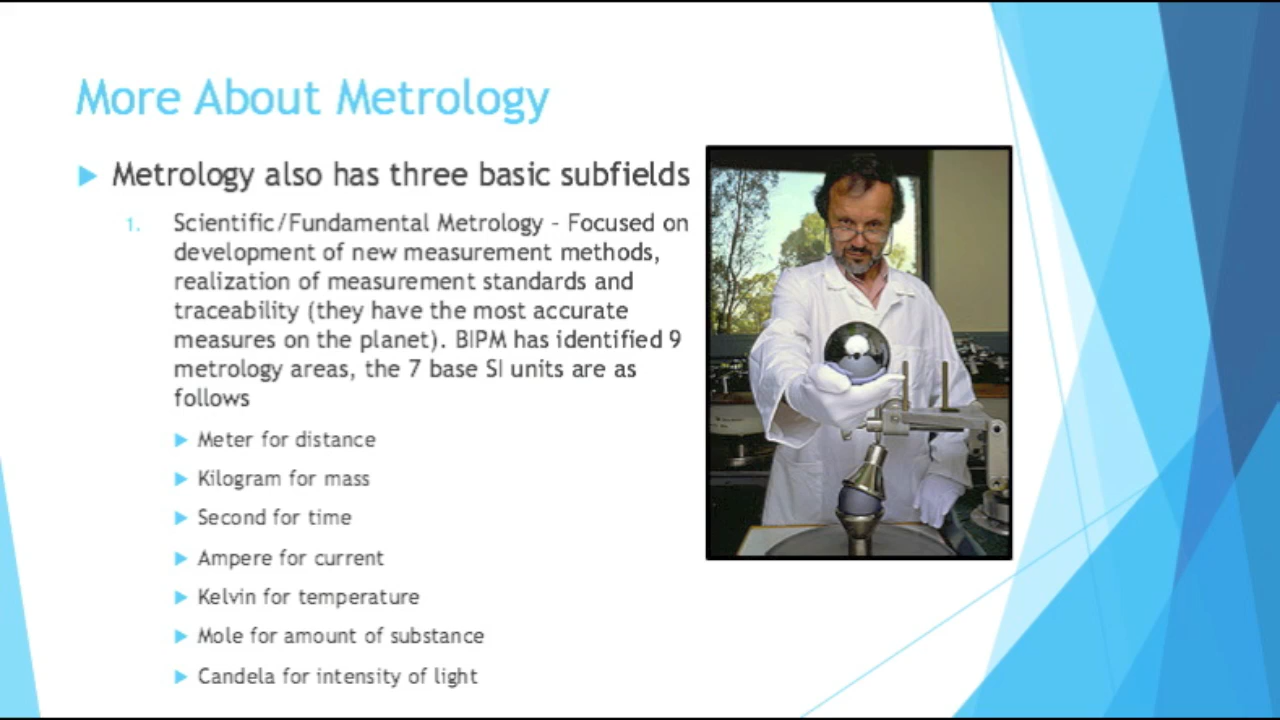 More About Metrology
Metrology also has three basic subfields
1. Scientific/Fundamental Metrology - Focused on
development of new measurement methods,
realization of measurement standards and
traceability (they have the most accurate
measures on the planet). BIPM has identified 9
metrology areas, the 7 base SI units are as
follows
Meter for distance
Kilogram for mass
Second for time
Ampere for current
Kelvin for temperature
Mole for amount of substance
Candela for intensity of light